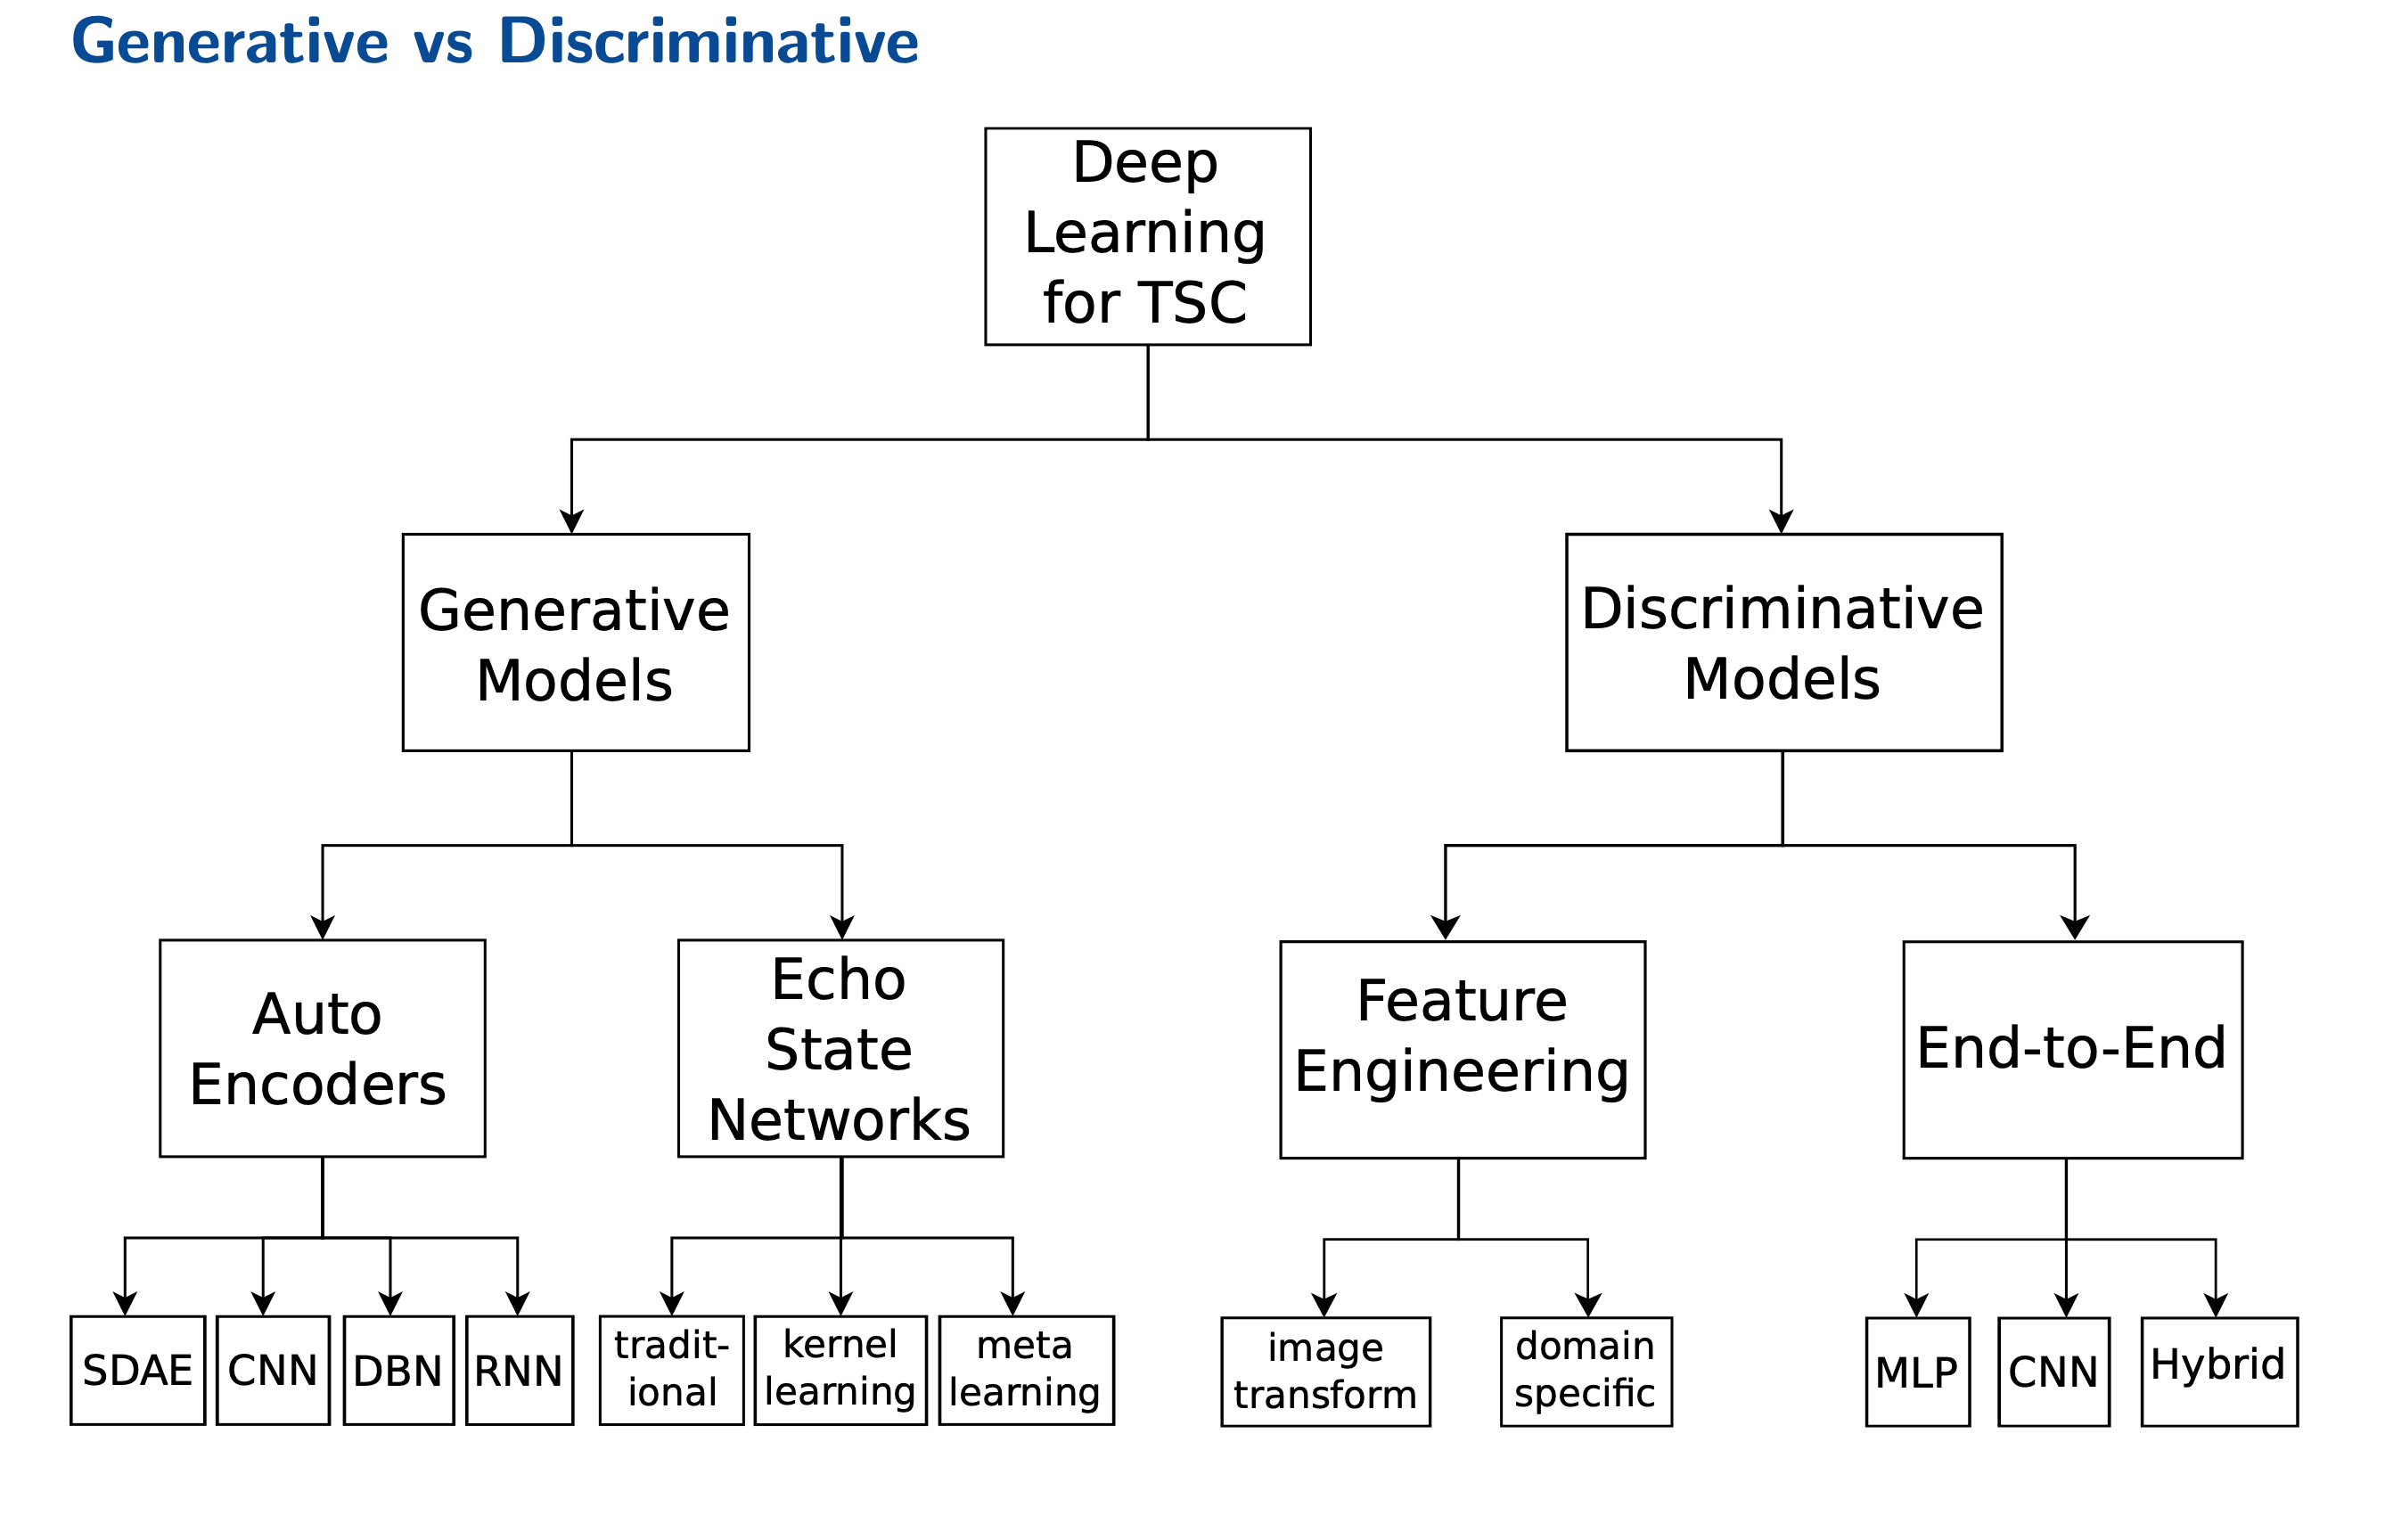 Generative vs Discriminative
Deep
Learning
for TSC
Generative
Models
Discriminative
Models
Auto
Encoders
Echo
State
Networks
Feature
Engineering
End-to-End
SDAE
CNN
DBN
RNN
tradit-
ional
kernel
learning
meta
learning
image
transform
domain
specific
MLP
CNN
Hybrid